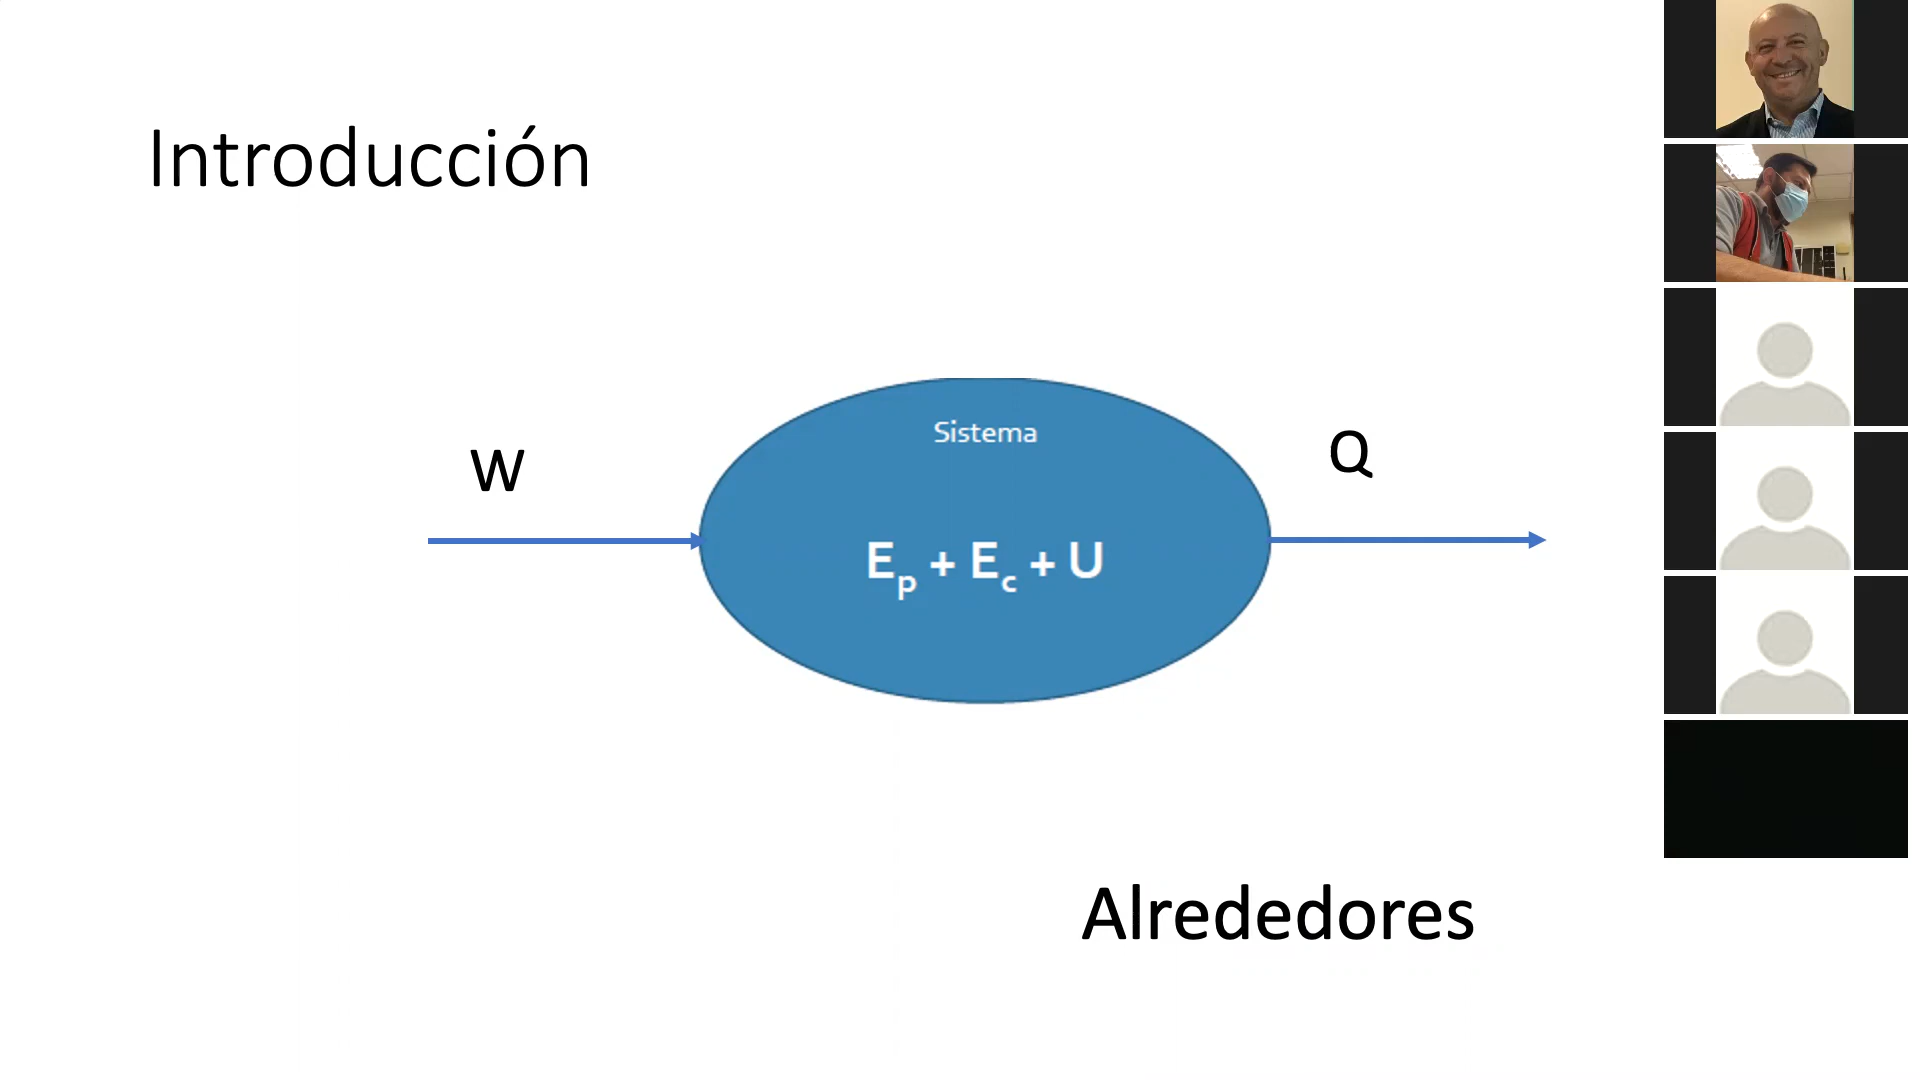 Introducción
Sistema
W
Q
Ep + Ec + U
Alrededores